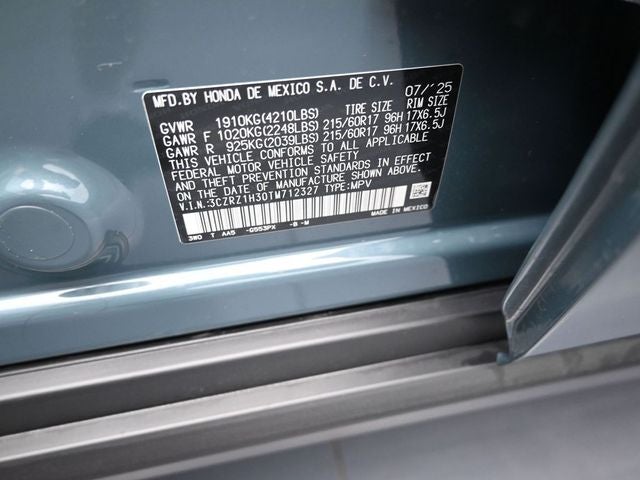 MFD.BY HONDA DE MEXICO S.A. DE C.V. 07/'25
TIRE SIZE RIM SIZE
GVWR 1910KG(4210LBS)
GAWR F 1020KG(2248LBS) 215/60R17 96H 17X6.5J
GAWR R 925KG(2039LBS) 215/60R17 96H 17X6.5J
THIS VEHICLE CONFORMS TO ALL APPLICABLE
FEDERAL MOTOR VEHICLE SAFETY
AND THEFT PREVENTION STANDARDS IN EFFECT
ON THE DATE OF MANUFACTURE SHOWN ABOVE.
V.I.N.:3CZRZ1H30TM712327 TYPE:MPV
MADE IN MEXICO
3W0 T AA5 -G553PX -B -M